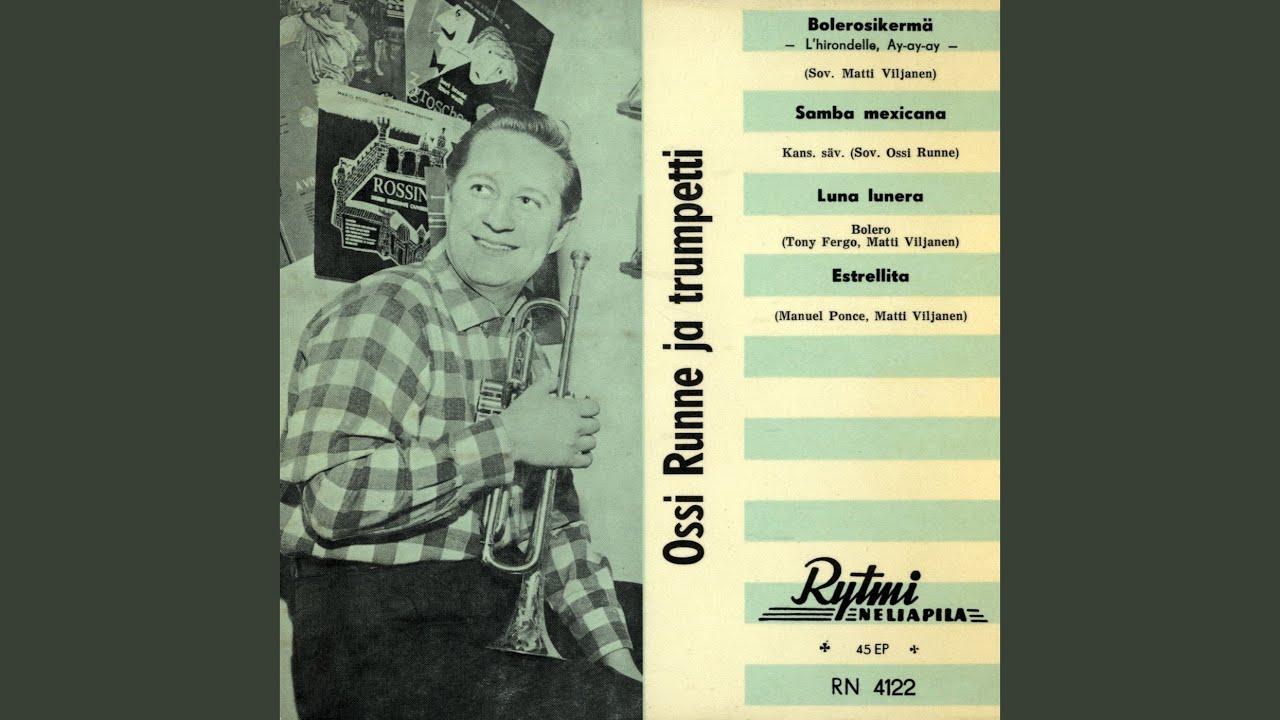 Ossi Runne ja trumpetti
Bolerosikermä
– L'hirondelle, Ay-ay-ay –
(Sov. Matti Viljanen)
Samba mexicana
Kans. säv. (Sov. Ossi Runne)
Luna lunera
Bolero
(Tony Fergo, Matti Viljanen)
Estrellita
(Manuel Ponce, Matti Viljanen)
Rytmi
NELIAPILA
45 EP
RN 4122
ROSSIN